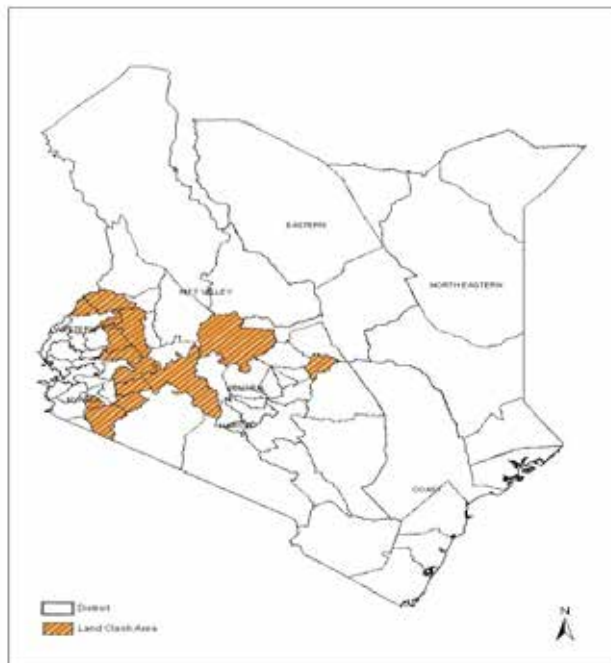 EASTERN
RIFT VALLEY
NORTH EASTERN
COAST
District
Land Clash Area
N